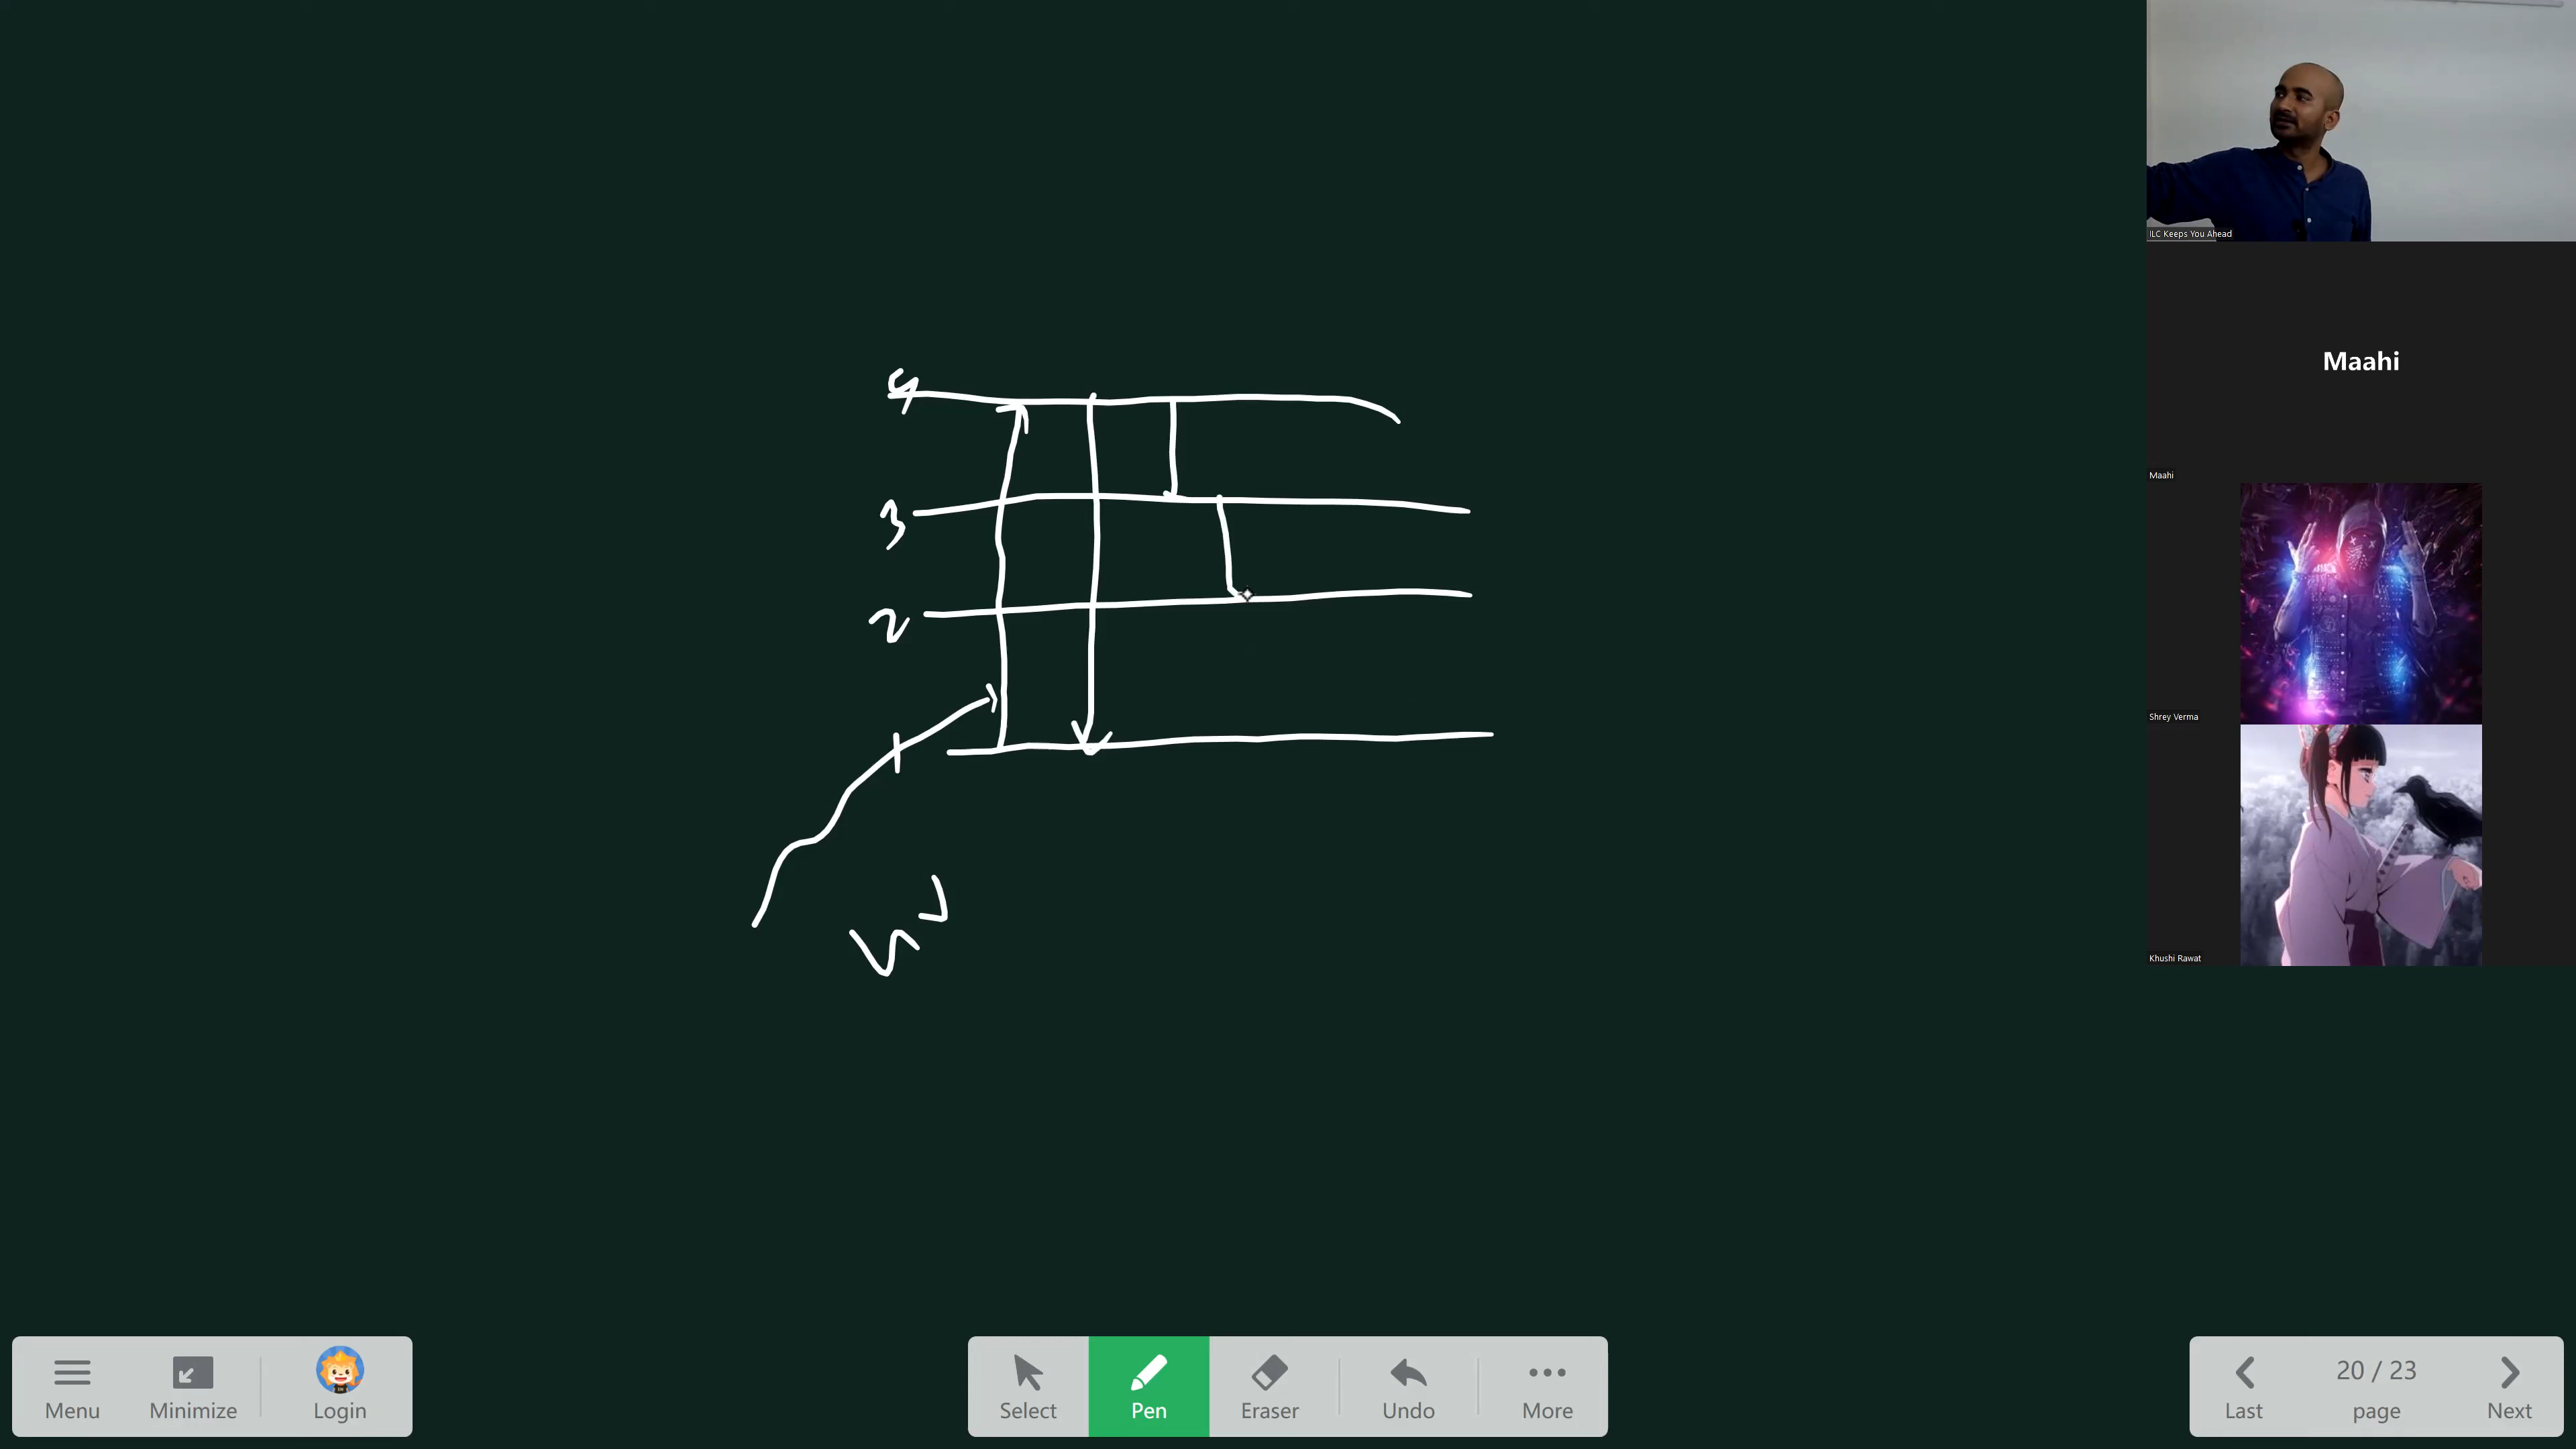 ILC Keeps You Ahead
Maahi
Maahi
4
3
2
hν
Shrey Verma
Khushi Rawat
Menu
Minimize
Login
Select
Pen
Eraser
Undo
More
Last
20 / 23
page
Next